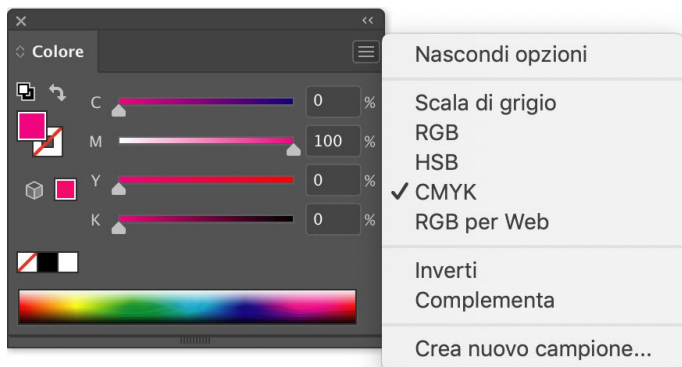 Colore
C 0 %
M 100 %
Y 0 %
K 0 %
Nascondi opzioni
Scala di grigio
RGB
HSB
✓ CMYK
RGB per Web
Inverti
Complementa
Crea nuovo campione...